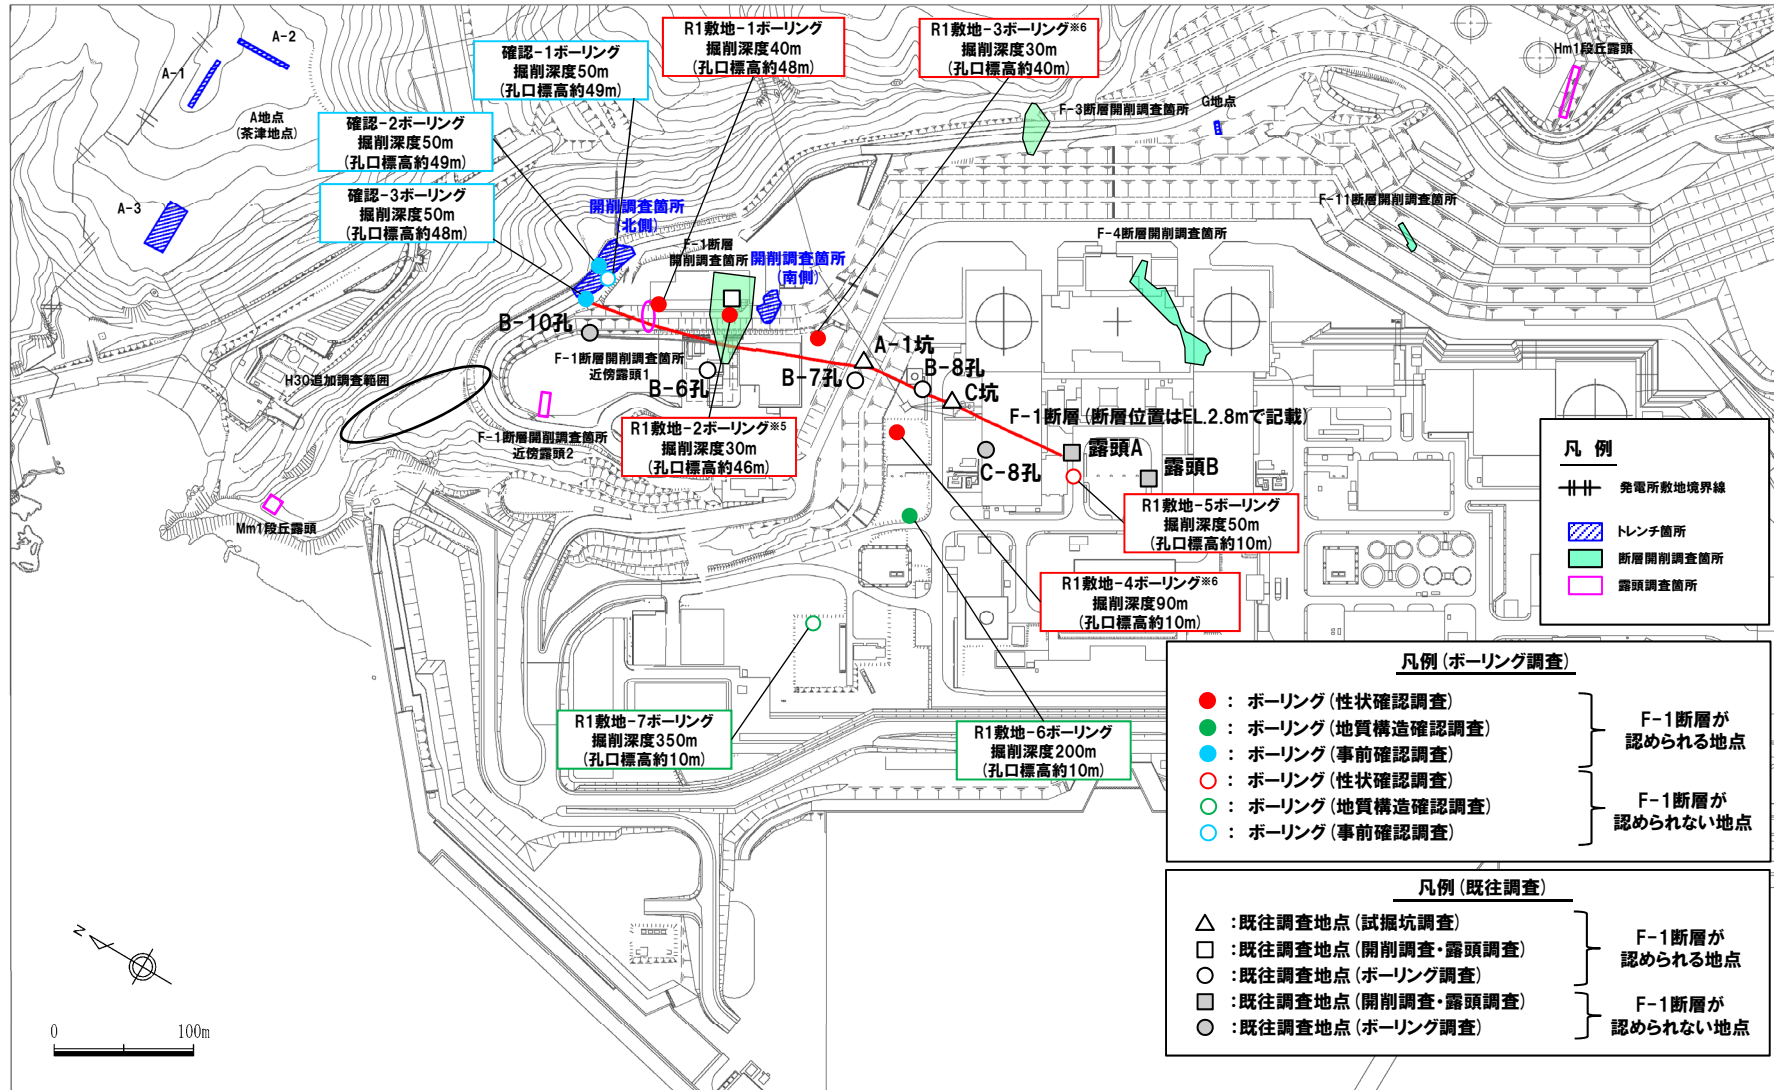 A-2
A-1
A地点
(茶津地点)
A-3
確認-1ボーリング
掘削深度50m
(孔口標高約49m)
R1敷地-1ボーリング
掘削深度40m
(孔口標高約48m)
R1敷地-3ボーリング※6
掘削深度30m
(孔口標高約40m)
確認-2ボーリング
掘削深度50m
(孔口標高約49m)
確認-3ボーリング
掘削深度50m
(孔口標高約48m)
Hm1段丘露頭
F-3断層開削調査箇所
G地点
F-11断層開削調査箇所
F-4断層開削調査箇所
開削調査箇所
(北側)
F-1断層
開削調査箇所
開削調査箇所
(南側)
B-10孔
F-1断層開削調査箇所
近傍露頭1
B-6孔
B-7孔
A-1坑
B-8孔
C坑
F-1断層(断層位置はEL.2.8mで記載)
H30追加調査範囲
F-1断層開削調査箇所
近傍露頭2
R1敷地-2ボーリング※5
掘削深度30m
(孔口標高約46m)
C-8孔
露頭A
露頭B
Mm1段丘露頭
R1敷地-5ボーリング
掘削深度50m
(孔口標高約10m)
R1敷地-4ボーリング※6
掘削深度90m
(孔口標高約10m)
R1敷地-7ボーリング
掘削深度350m
(孔口標高約10m)
R1敷地-6ボーリング
掘削深度200m
(孔口標高約10m)
凡 例
発電所敷地境界線
トレンチ箇所
断層開削調査箇所
露頭調査箇所
凡例(ボーリング調査)
: ボーリング(性状確認調査)
: ボーリング(地質構造確認調査)
: ボーリング(事前確認調査)
F-1断層が
認められる地点
: ボーリング(性状確認調査)
: ボーリング(地質構造確認調査)
: ボーリング(事前確認調査)
F-1断層が
認められない地点
凡例(既往調査)
:既往調査地点(試掘坑調査)
:既往調査地点(開削調査・露頭調査)
:既往調査地点(ボーリング調査)
F-1断層が
認められる地点
:既往調査地点(開削調査・露頭調査)
:既往調査地点(ボーリング調査)
F-1断層が
認められない地点
N
0 100m